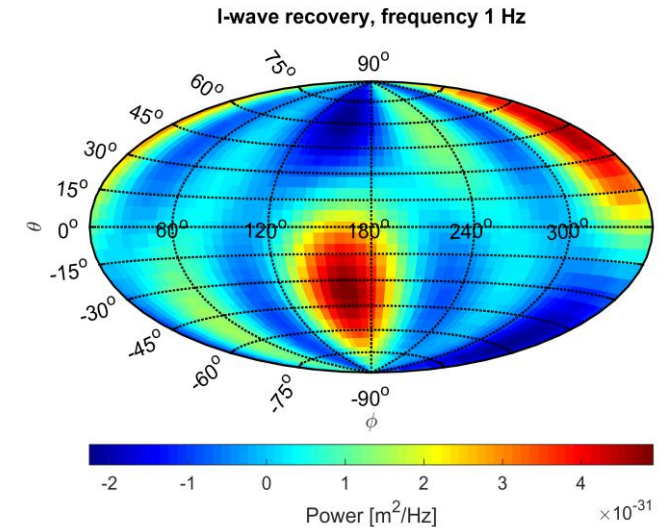 I-wave recovery, frequency 1 Hz
90°
75°
60°
45°
30°
15°
θ 0° 60° 120° 180° 240° 300°
-15°
-30°
-45°
-60°
-75°
-90°
ϕ
-2 -1 0 1 2 3 4
Power [m²/Hz] ×10⁻³¹